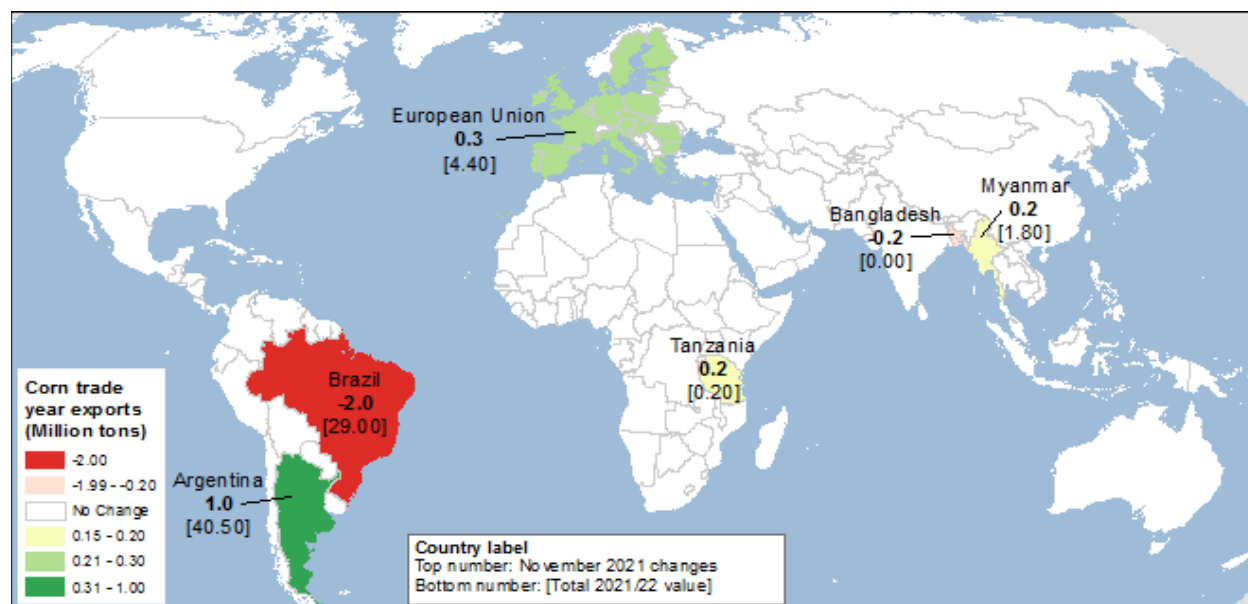 European Union
0.3
[4.40]
Myanmar
0.2
[1.80]
Bangladesh
-0.2
[0.00]
Tanzania
0.2
[0.20]
Brazil
-2.0
[29.00]
Argentina
1.0
[40.50]
Corn trade
year exports
(Million tons)
-2.00
-1.99 - -0.20
No Change
0.15 - 0.20
0.21 - 0.30
0.31 - 1.00
Country label
Top number: November 2021 changes
Bottom number: [Total 2021/22 value]